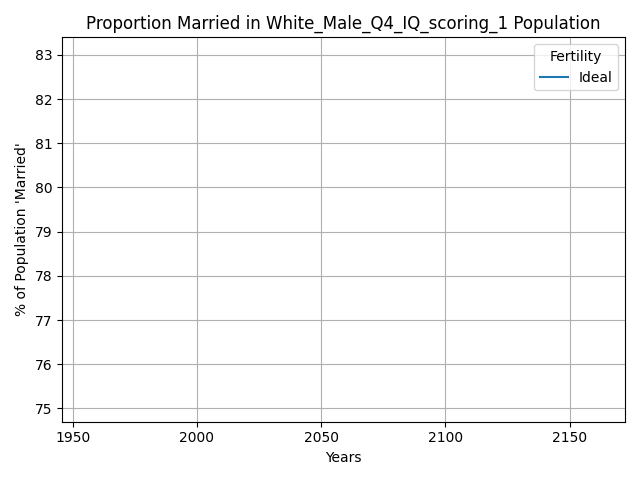 Proportion Married in White_Male_Q4_IQ_scoring_1 Population
Fertility
Ideal
83
82
81
80
79
78
77
76
75
% of Population 'Married'
1950
2000
2050
2100
2150
Years